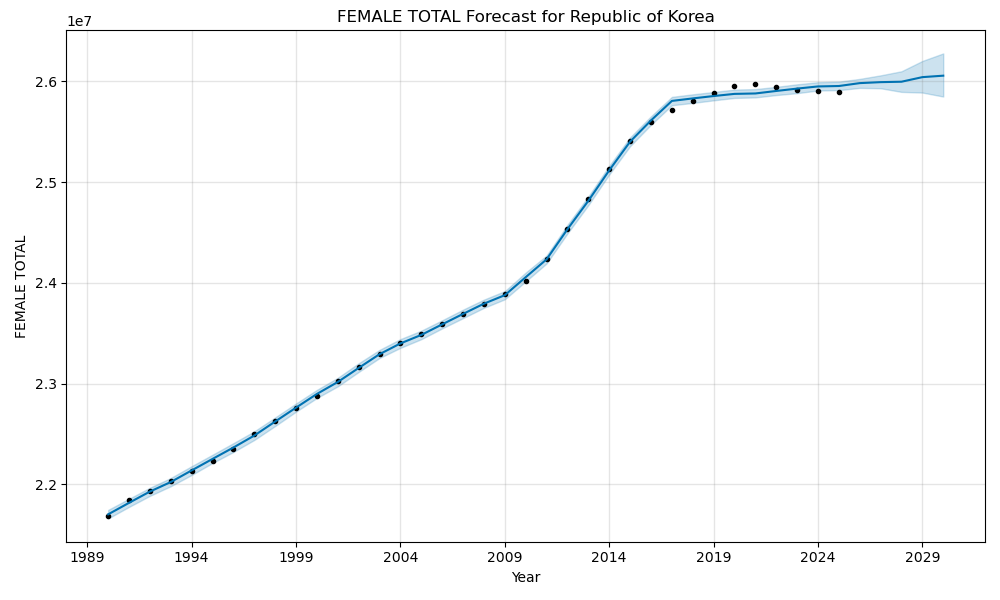 FEMALE TOTAL Forecast for Republic of Korea
1e7
2.6
2.5
2.4
2.3
2.2
FEMALE TOTAL
1989 1994 1999 2004 2009 2014 2019 2024 2029
Year